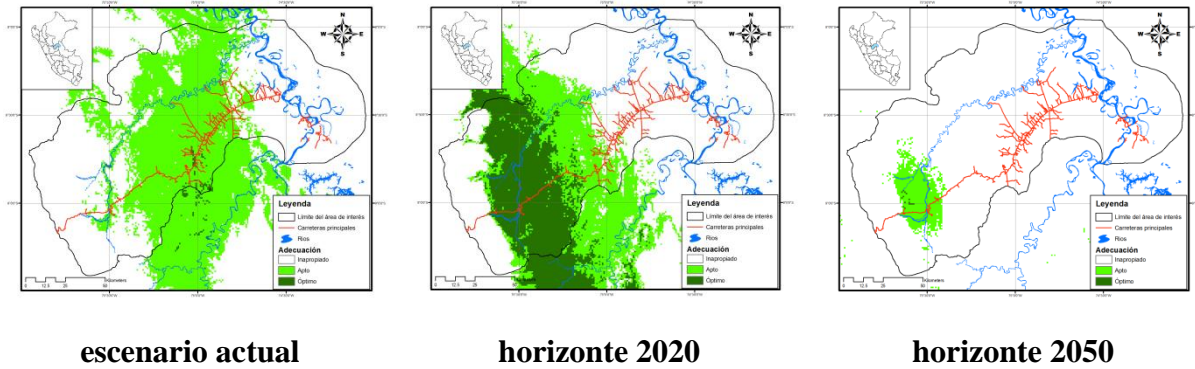 N
W E
S
Leyenda
Límite del área de interés
Carreteras principales
Ríos
Adecuación
Inapropiado
Apto
Óptimo
N
W E
S
Leyenda
Límite del área de interés
Carreteras principales
Ríos
Adecuación
Inapropiado
Apto
Óptimo
N
W E
S
Leyenda
Límite del área de interés
Carreteras principales
Ríos
Adecuación
Inapropiado
Apto
Óptimo
escenario actual
horizonte 2020
horizonte 2050